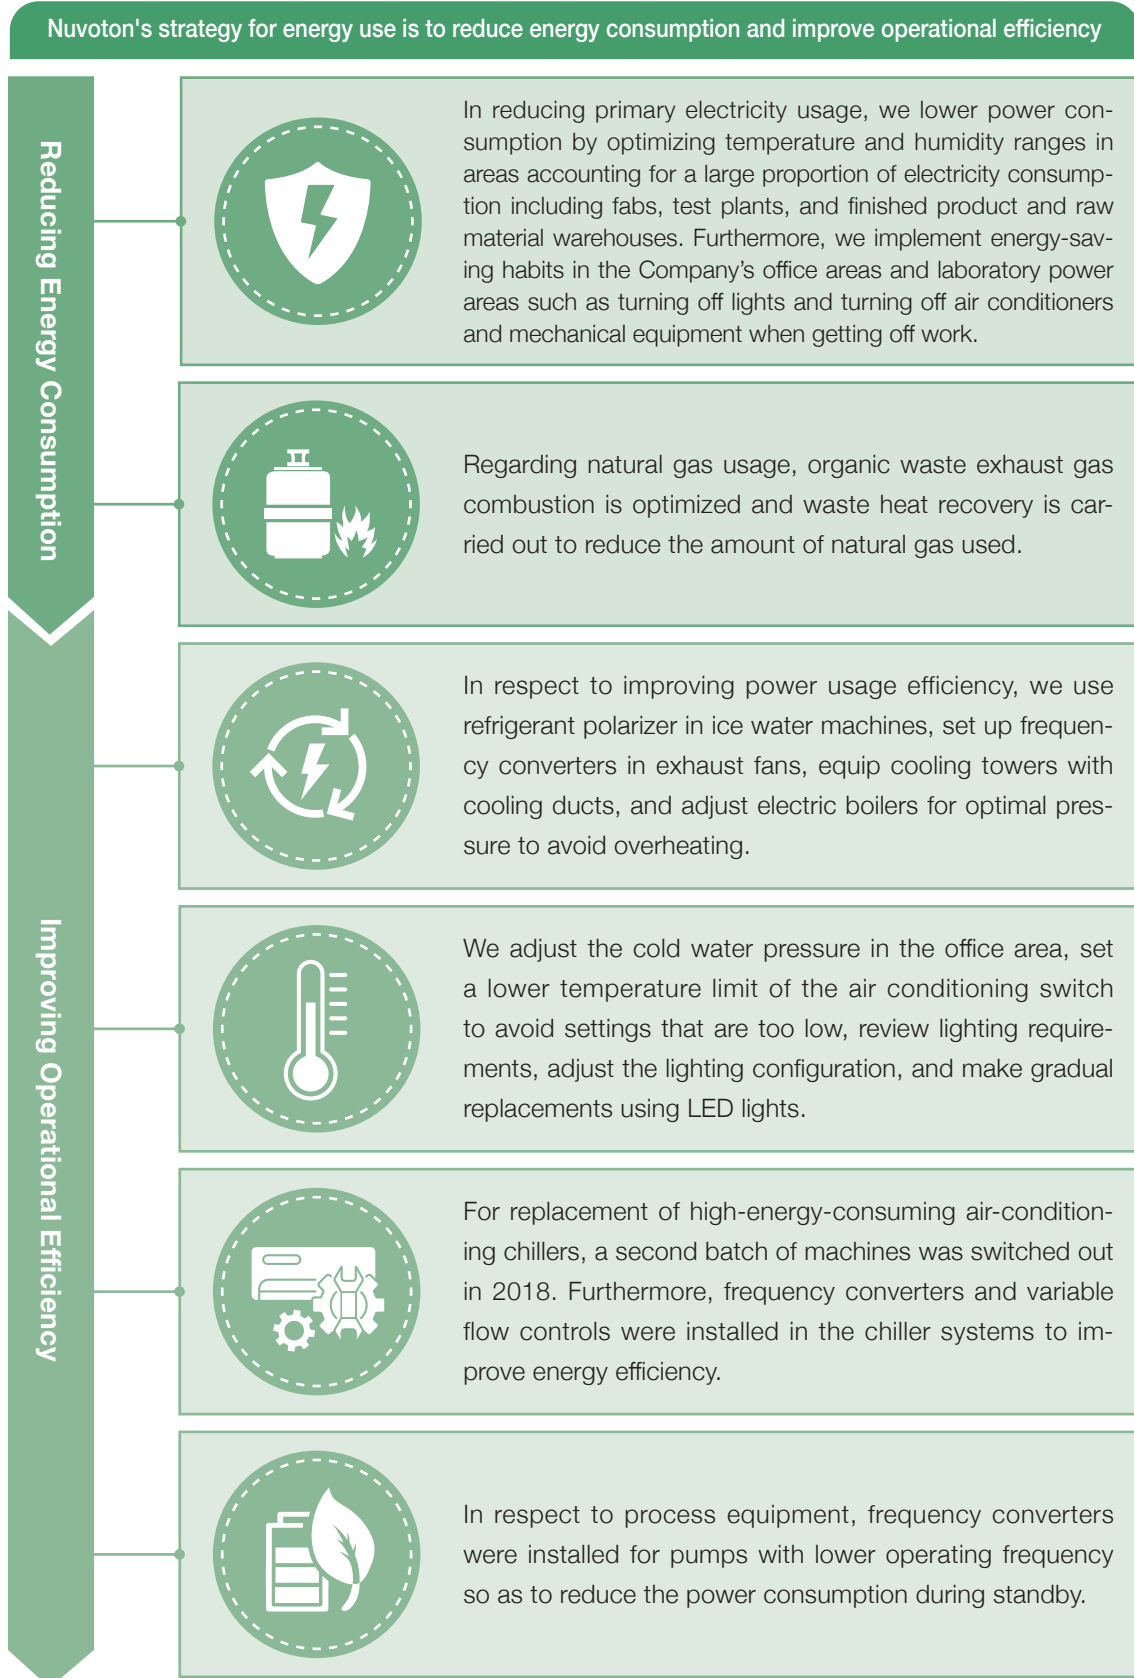 Nuvoton's strategy for energy use is to reduce energy consumption and improve operational efficiency
Reducing Energy Consumption
In reducing primary electricity usage, we lower power con-
sumption by optimizing temperature and humidity ranges in
areas accounting for a large proportion of electricity consump-
tion including fabs, test plants, and finished product and raw
material warehouses. Furthermore, we implement energy-sav-
ing habits in the Company’s office areas and laboratory power
areas such as turning off lights and turning off air conditioners
and mechanical equipment when getting off work.
Regarding natural gas usage, organic waste exhaust gas
combustion is optimized and waste heat recovery is car-
ried out to reduce the amount of natural gas used.
Improving Operational Efficiency
In respect to improving power usage efficiency, we use
refrigerant polarizer in ice water machines, set up frequen-
cy converters in exhaust fans, equip cooling towers with
cooling ducts, and adjust electric boilers for optimal pres-
sure to avoid overheating.
We adjust the cold water pressure in the office area, set
a lower temperature limit of the air conditioning switch
to avoid settings that are too low, review lighting require-
ments, adjust the lighting configuration, and make gradual
replacements using LED lights.
For replacement of high-energy-consuming air-condition-
ing chillers, a second batch of machines was switched out
in 2018. Furthermore, frequency converters and variable
flow controls were installed in the chiller systems to im-
prove energy efficiency.
In respect to process equipment, frequency converters
were installed for pumps with lower operating frequency
so as to reduce the power consumption during standby.